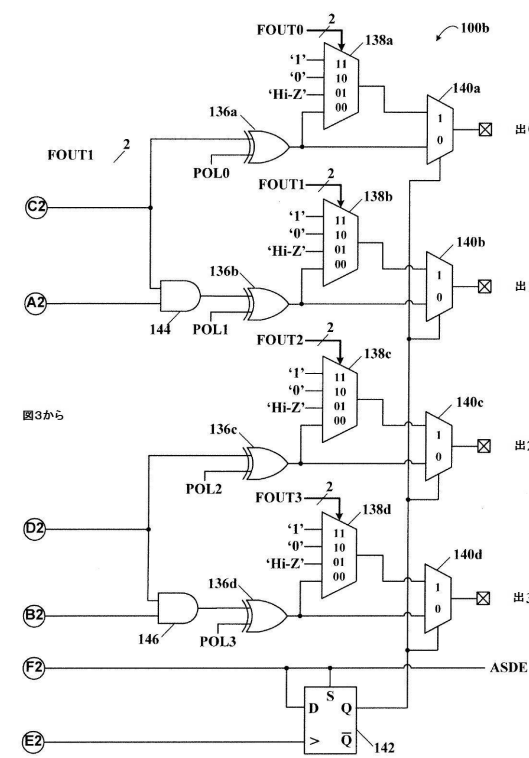 FOUT0
2
138a
100b
'1'
'0'
'Hi-Z'
11
10
01
00
140a
1
0
136a
POL0
出
FOUT1
2
C2
FOUT1
2
138b
'1'
'0'
'Hi-Z'
11
10
01
00
140b
1
0
136b
POL1
出
A2
144
FOUT2
2
138c
'1'
'0'
'Hi-Z'
11
10
01
00
140c
1
0
図3から
136c
POL2
出
D2
FOUT3
2
138d
'1'
'0'
'Hi-Z'
11
10
01
00
140d
1
0
136d
POL3
出3
B2
146
F2
ASDE
S
D
Q
>
Q̅
142
E2